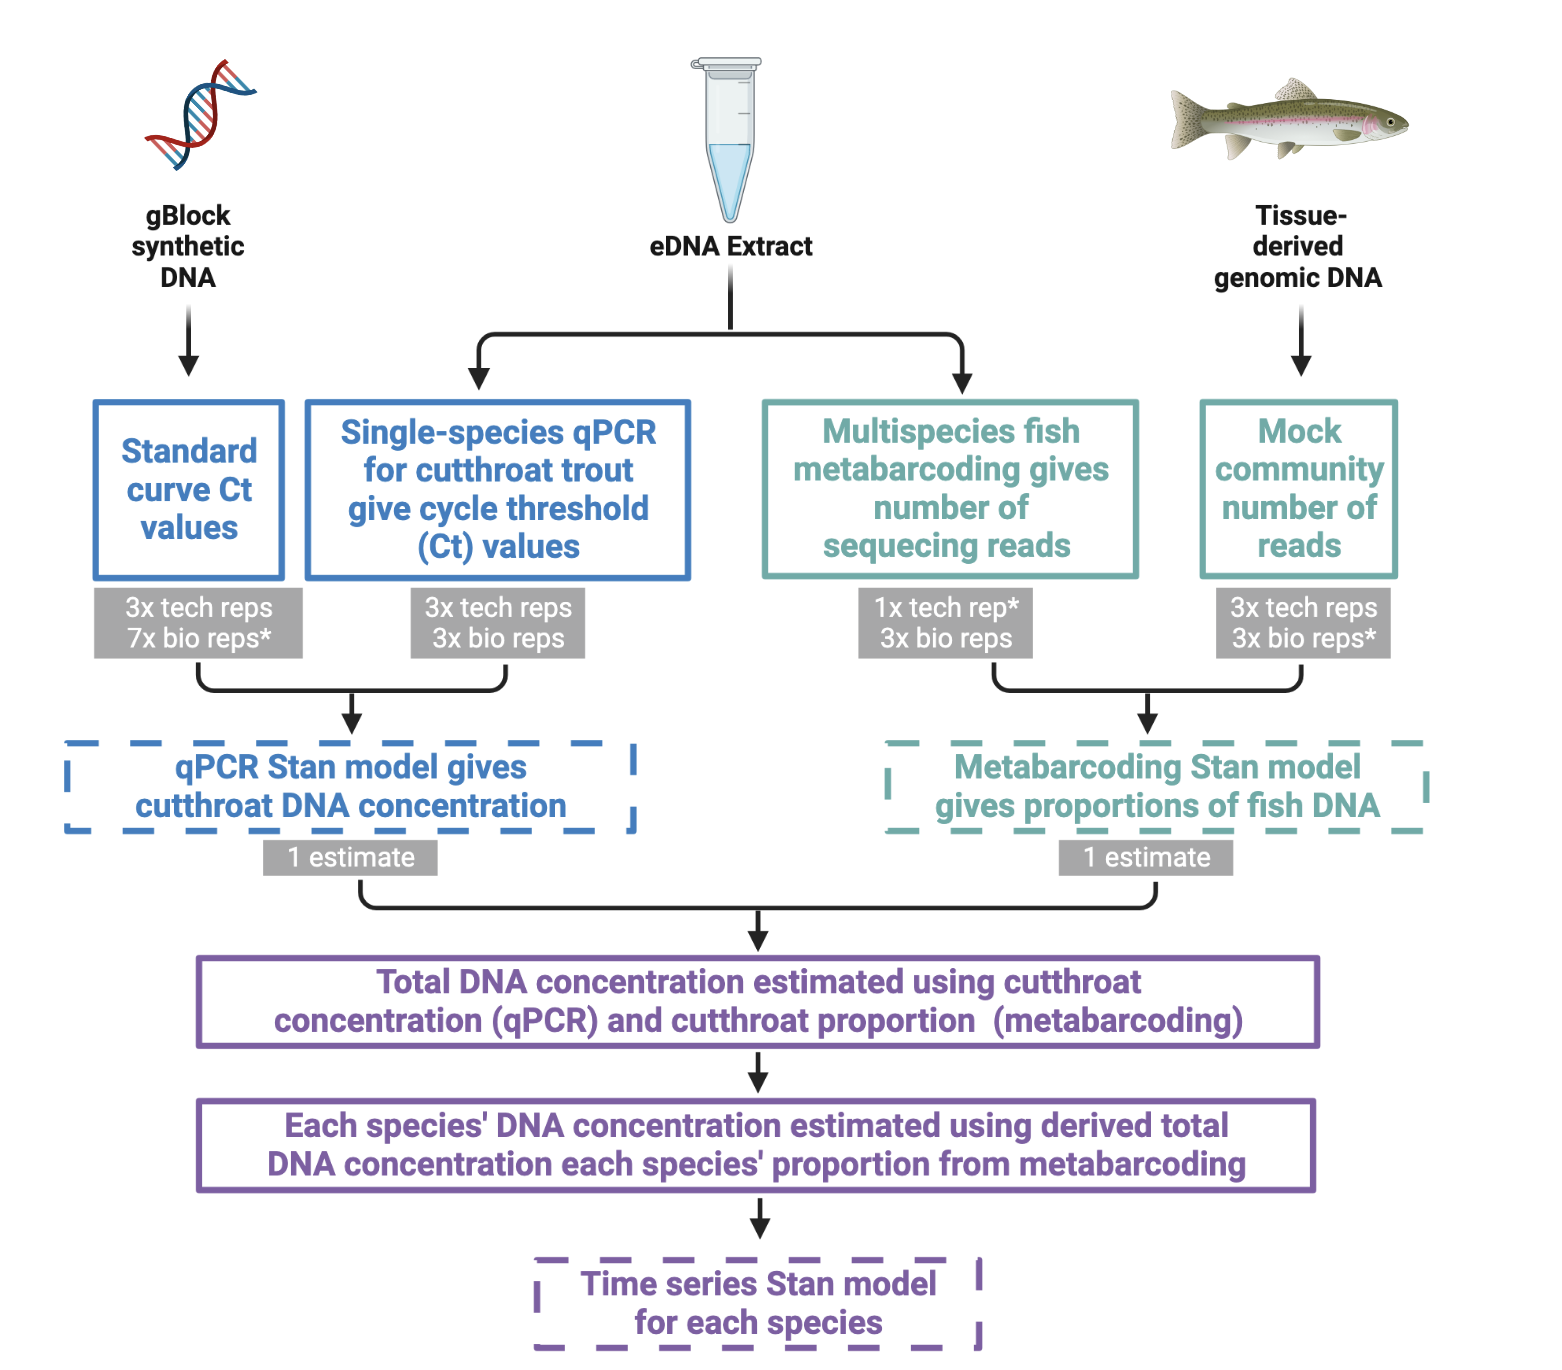 gBlock
synthetic
DNA
eDNA Extract
Tissue-
derived
genomic DNA
Standard
curve Ct
values
Single-species qPCR
for cutthroat trout
give cycle threshold
(Ct) values
Multispecies fish
metabarcoding gives
number of
sequecing reads
Mock
community
number of
reads
3x tech reps
7x bio reps*
3x tech reps
3x bio reps
1x tech rep*
3x bio reps
3x tech reps
3x bio reps*
qPCR Stan model gives
cutthroat DNA concentration
Metabarcoding Stan model
gives proportions of fish DNA
1 estimate
1 estimate
Total DNA concentration estimated using cutthroat
concentration (qPCR) and cutthroat proportion (metabarcoding)
Each species' DNA concentration estimated using derived total
DNA concentration each species' proportion from metabarcoding
Time series Stan model
for each species